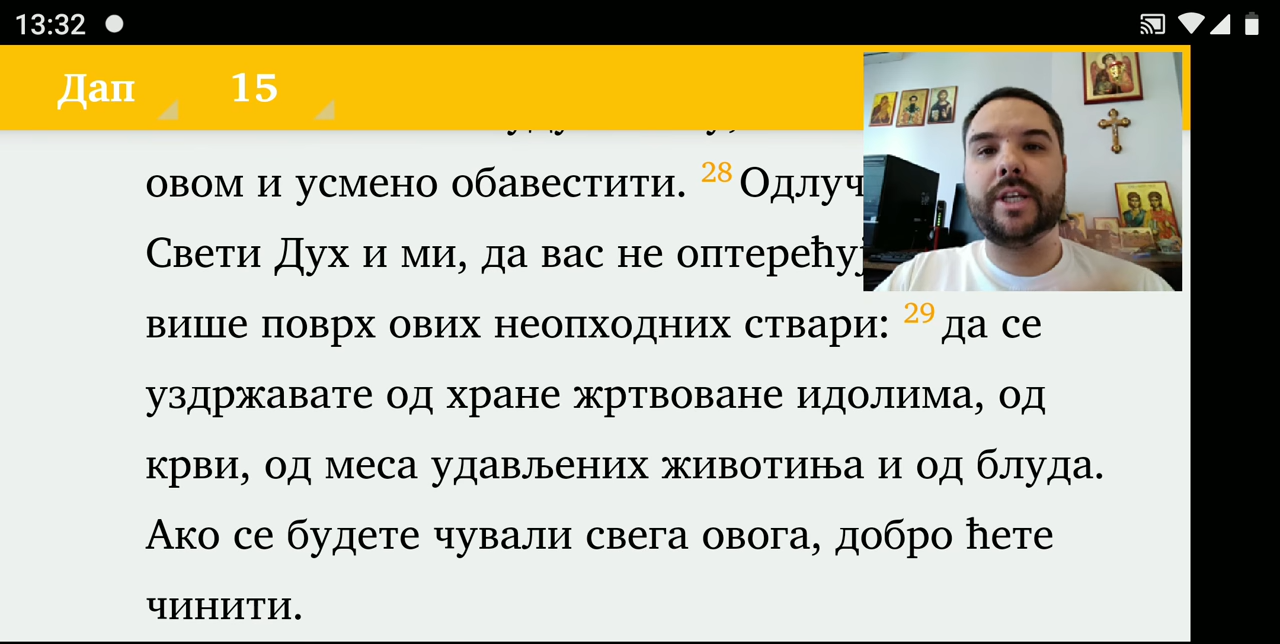 13:32
Дап 15
овом и усмено обавестити. 28 Одлуч
Свети Дух и ми, да вас не оптерећуј
више поврх ових неопходних ствари: 29 да се
уздржавате од хране жртвоване идолима, од
крви, од меса удављених животиња и од блуда.
Ако се будете чували свега овога, добро ћете
чинити.